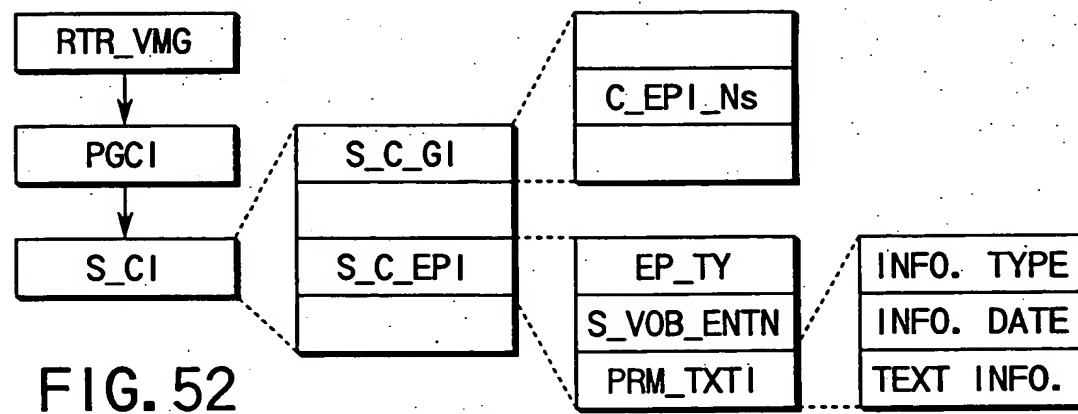 RTR_VMG
PGCI
S_CI
S_C_GI
S_C_EPI
C_EPI_Ns
EP_TY
S_VOB_ENTN
PRM_TXTI
INFO. TYPE
INFO. DATE
TEXT INFO.
FIG. 52